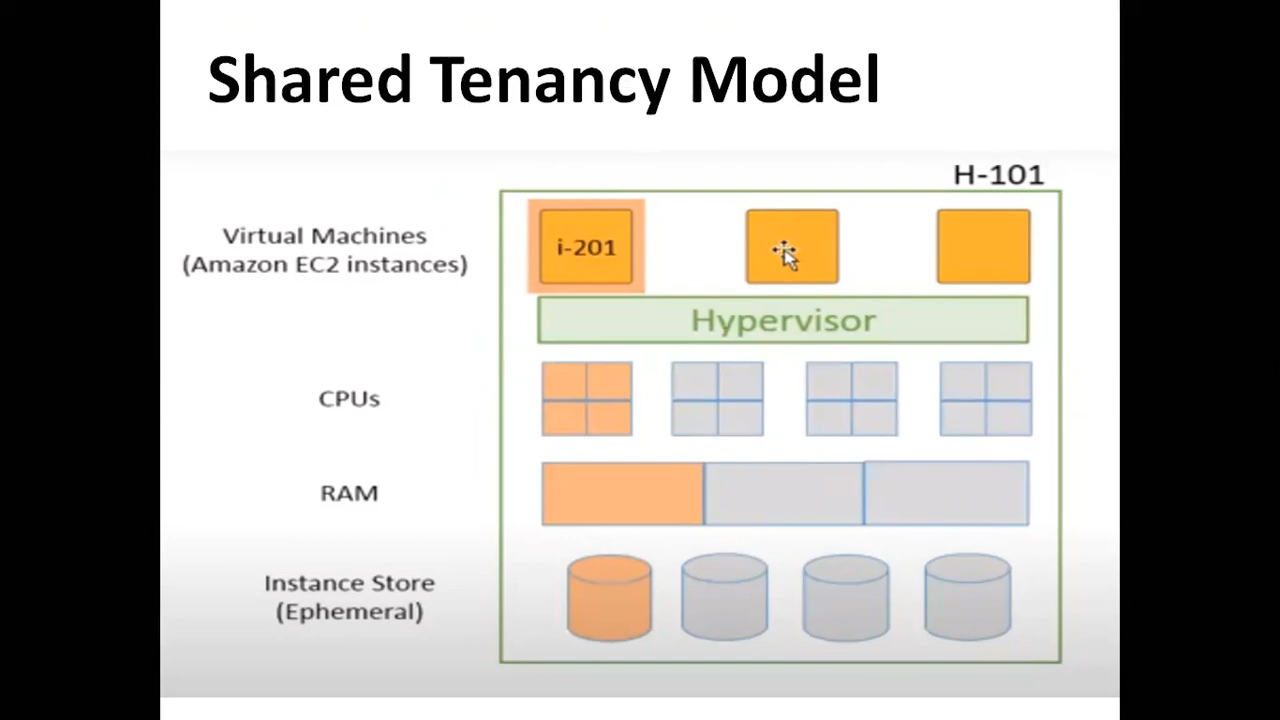 Shared Tenancy Model
H-101
Virtual Machines
(Amazon EC2 instances)
i-201
Hypervisor
CPUs
RAM
Instance Store
(Ephemeral)